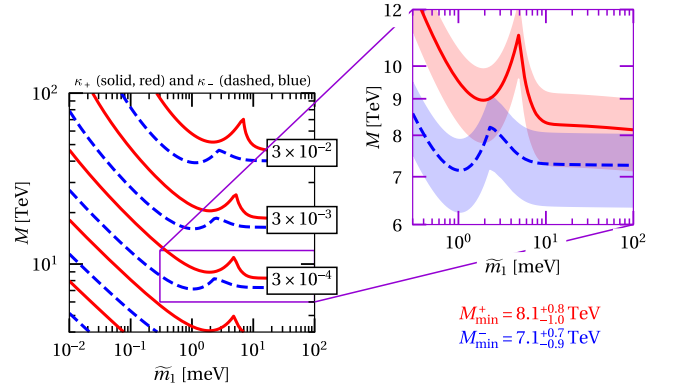 κ₊ (solid, red) and κ₋ (dashed, blue)
M [TeV]
10²
10¹
3 × 10⁻²
3 × 10⁻³
3 × 10⁻⁴
10⁻² 10⁻¹ 10⁰ 10¹ 10²
m̃₁ [meV]
M [TeV]
12
10
9
8
7
6
10⁰ 10¹ 10²
m̃₁ [meV]
M⁺min = 8.1⁺⁰·⁸₋₁.₀ TeV
M⁻min = 7.1⁺⁰·⁷₋₀.₉ TeV